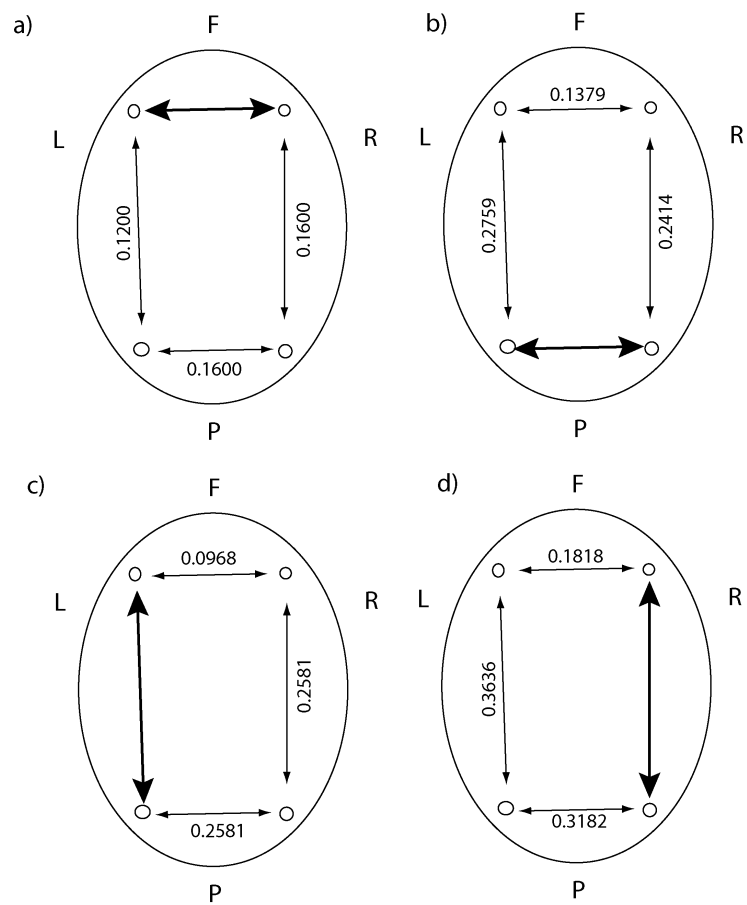 a)
F
L
R
0.1200
0.1600
0.1600
P
b)
F
0.1379
L
R
0.2759
0.2414
P
c)
F
0.0968
L
R
0.2581
0.2581
P
d)
F
0.1818
L
R
0.3636
0.3182
P